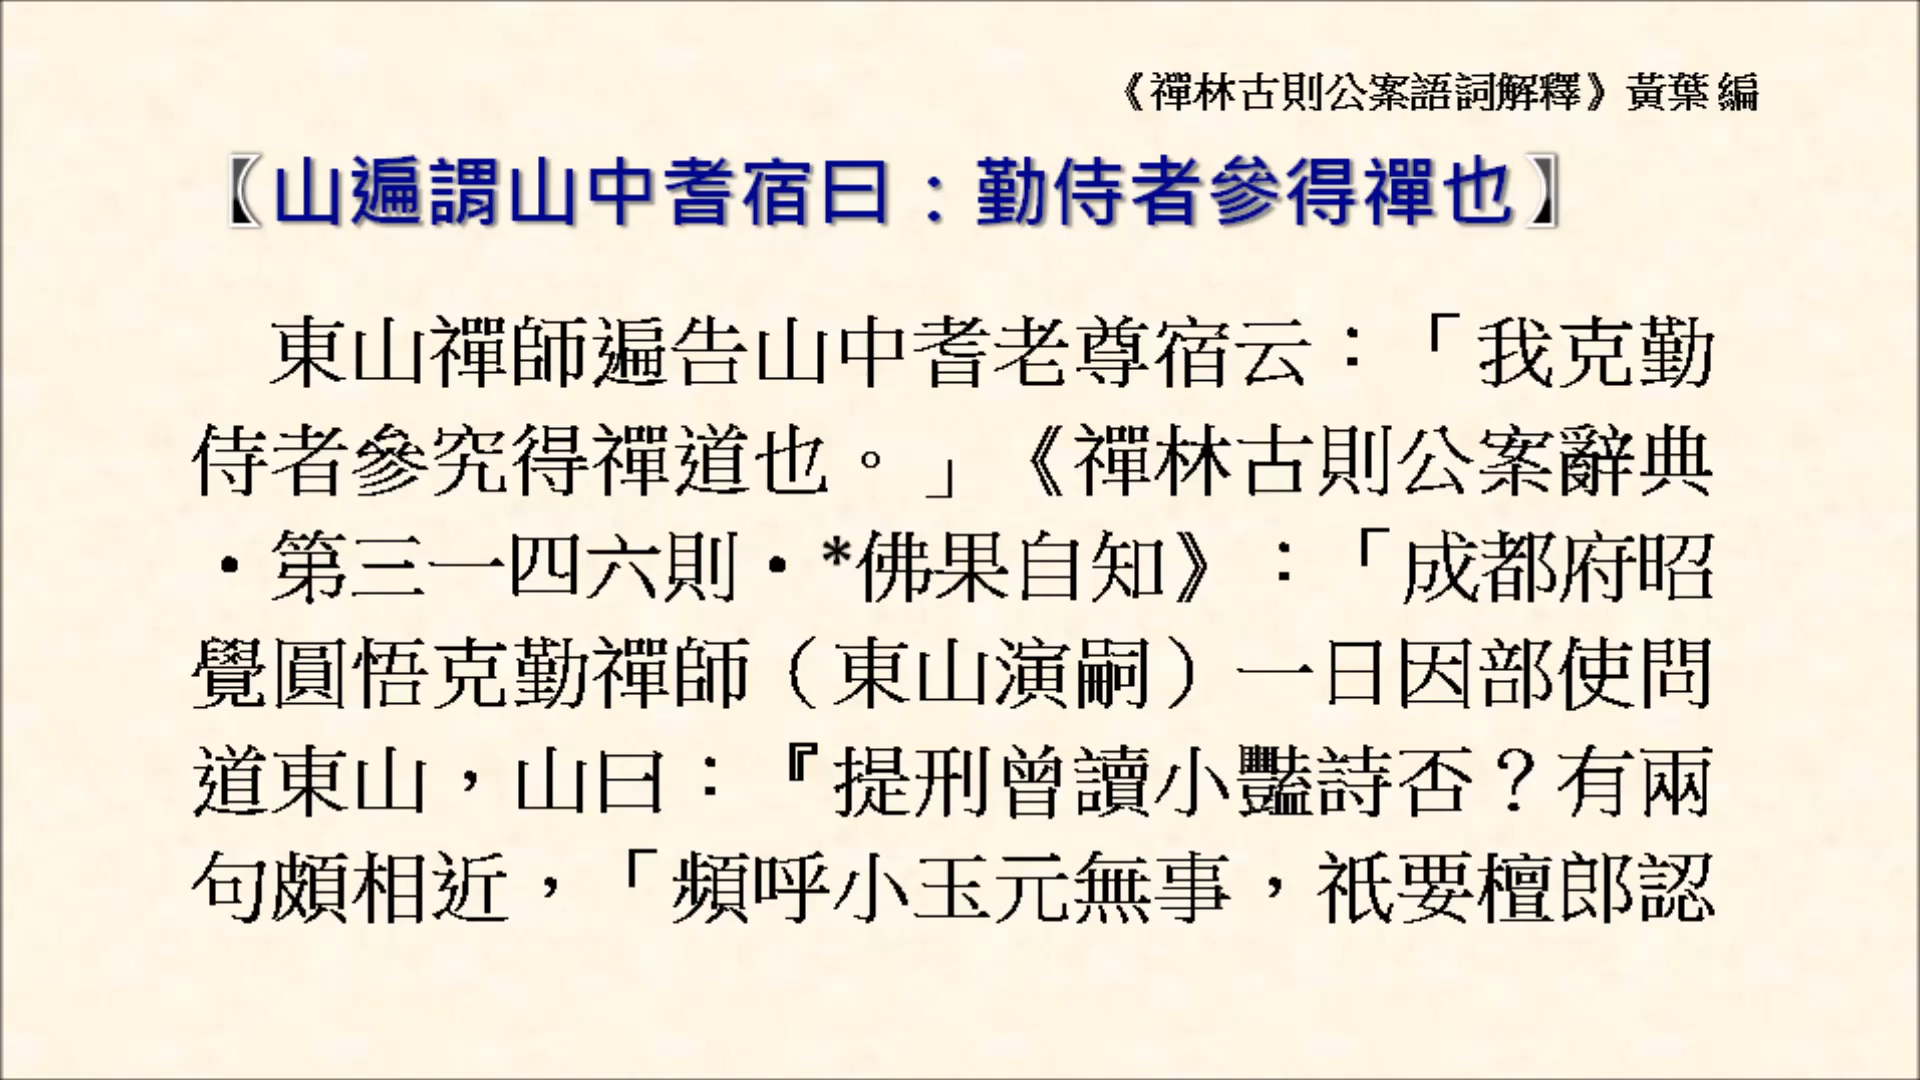 《禪林古則公案語詞解釋》黃葉編
〖山遍謂山中耆宿曰：勤侍者參得禪也〗
東山禪師遍告山中耆老尊宿云：「我克勤
侍者參究得禪道也。」《禪林古則公案辭典
•第三一四六則•*佛果自知》：「成都府昭
覺圓悟克勤禪師（東山演嗣）一日因部使問
道東山，山曰：『提刑曾讀小豔詩否？有兩
句頗相近，「頻呼小玉元無事，祇要檀郎認